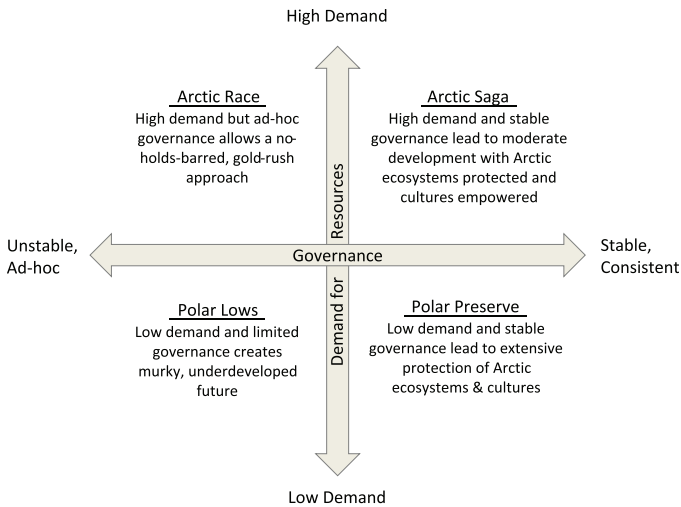 High Demand
Arctic Race
High demand but ad-hoc
governance allows a no-
holds-barred, gold-rush
approach
Arctic Saga
High demand and stable
governance lead to moderate
development with Arctic
ecosystems protected and
cultures empowered
Unstable,
Ad-hoc
Governance
Demand for Resources
Stable,
Consistent
Polar Lows
Low demand and limited
governance creates
murky, underdeveloped
future
Polar Preserve
Low demand and stable
governance lead to extensive
protection of Arctic
ecosystems & cultures
Low Demand